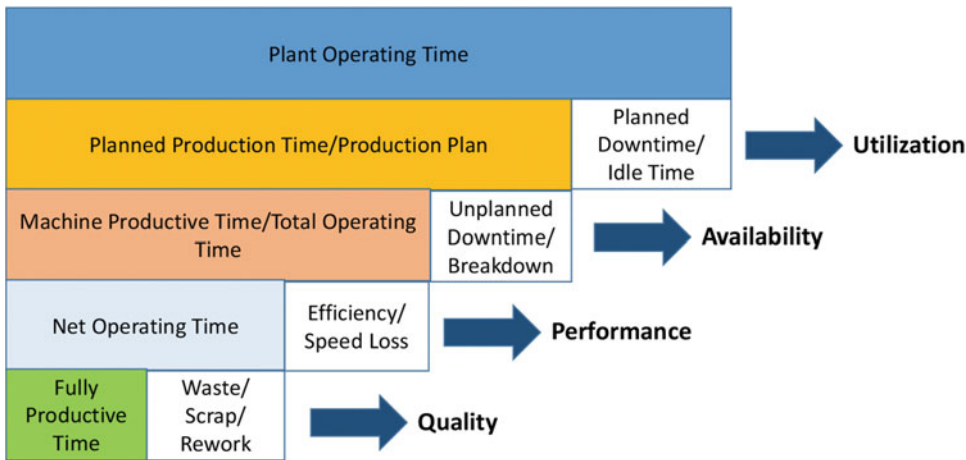 Plant Operating Time
Planned Production Time/Production Plan
Planned
Downtime/
Idle Time
Utilization
Machine Productive Time/Total Operating
Time
Unplanned
Downtime/
Breakdown
Availability
Net Operating Time
Efficiency/
Speed Loss
Performance
Fully
Productive
Time
Waste/
Scrap/
Rework
Quality